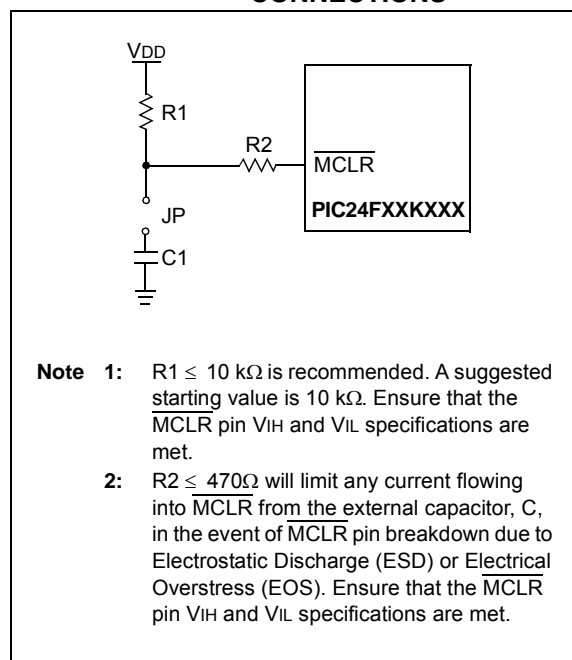 CONNECTIONS
VDD
R1
R2
MCLR
PIC24FXXKXXX
JP
C1
Note 1: R1 ≤ 10 kΩ is recommended. A suggested
starting value is 10 kΩ. Ensure that the
MCLR pin VIH and VIL specifications are
met.
2: R2 ≤ 470Ω will limit any current flowing
into MCLR from the external capacitor, C,
in the event of MCLR pin breakdown due to
Electrostatic Discharge (ESD) or Electrical
Overstress (EOS). Ensure that the MCLR
pin VIH and VIL specifications are met.